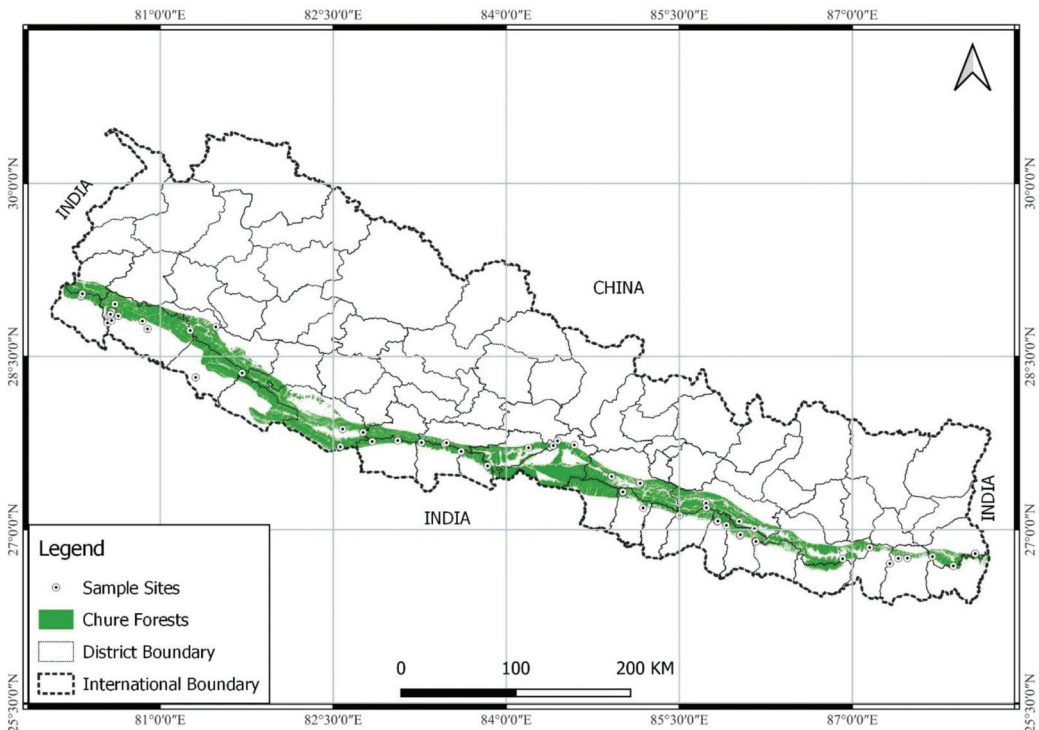 81°0'0"E 82°30'0"E 84°0'0"E 85°30'0"E 87°0'0"E
30°0'0"N
30°0'0"N
INDIA
CHINA
28°30'0"N
28°30'0"N
INDIA
INDIA
27°0'0"N
27°0'0"N
Legend
Sample Sites
Chure Forests
District Boundary
International Boundary
0 100 200 KM
25°30'0"N
25°30'0"N
81°0'0"E 82°30'0"E 84°0'0"E 85°30'0"E 87°0'0"E